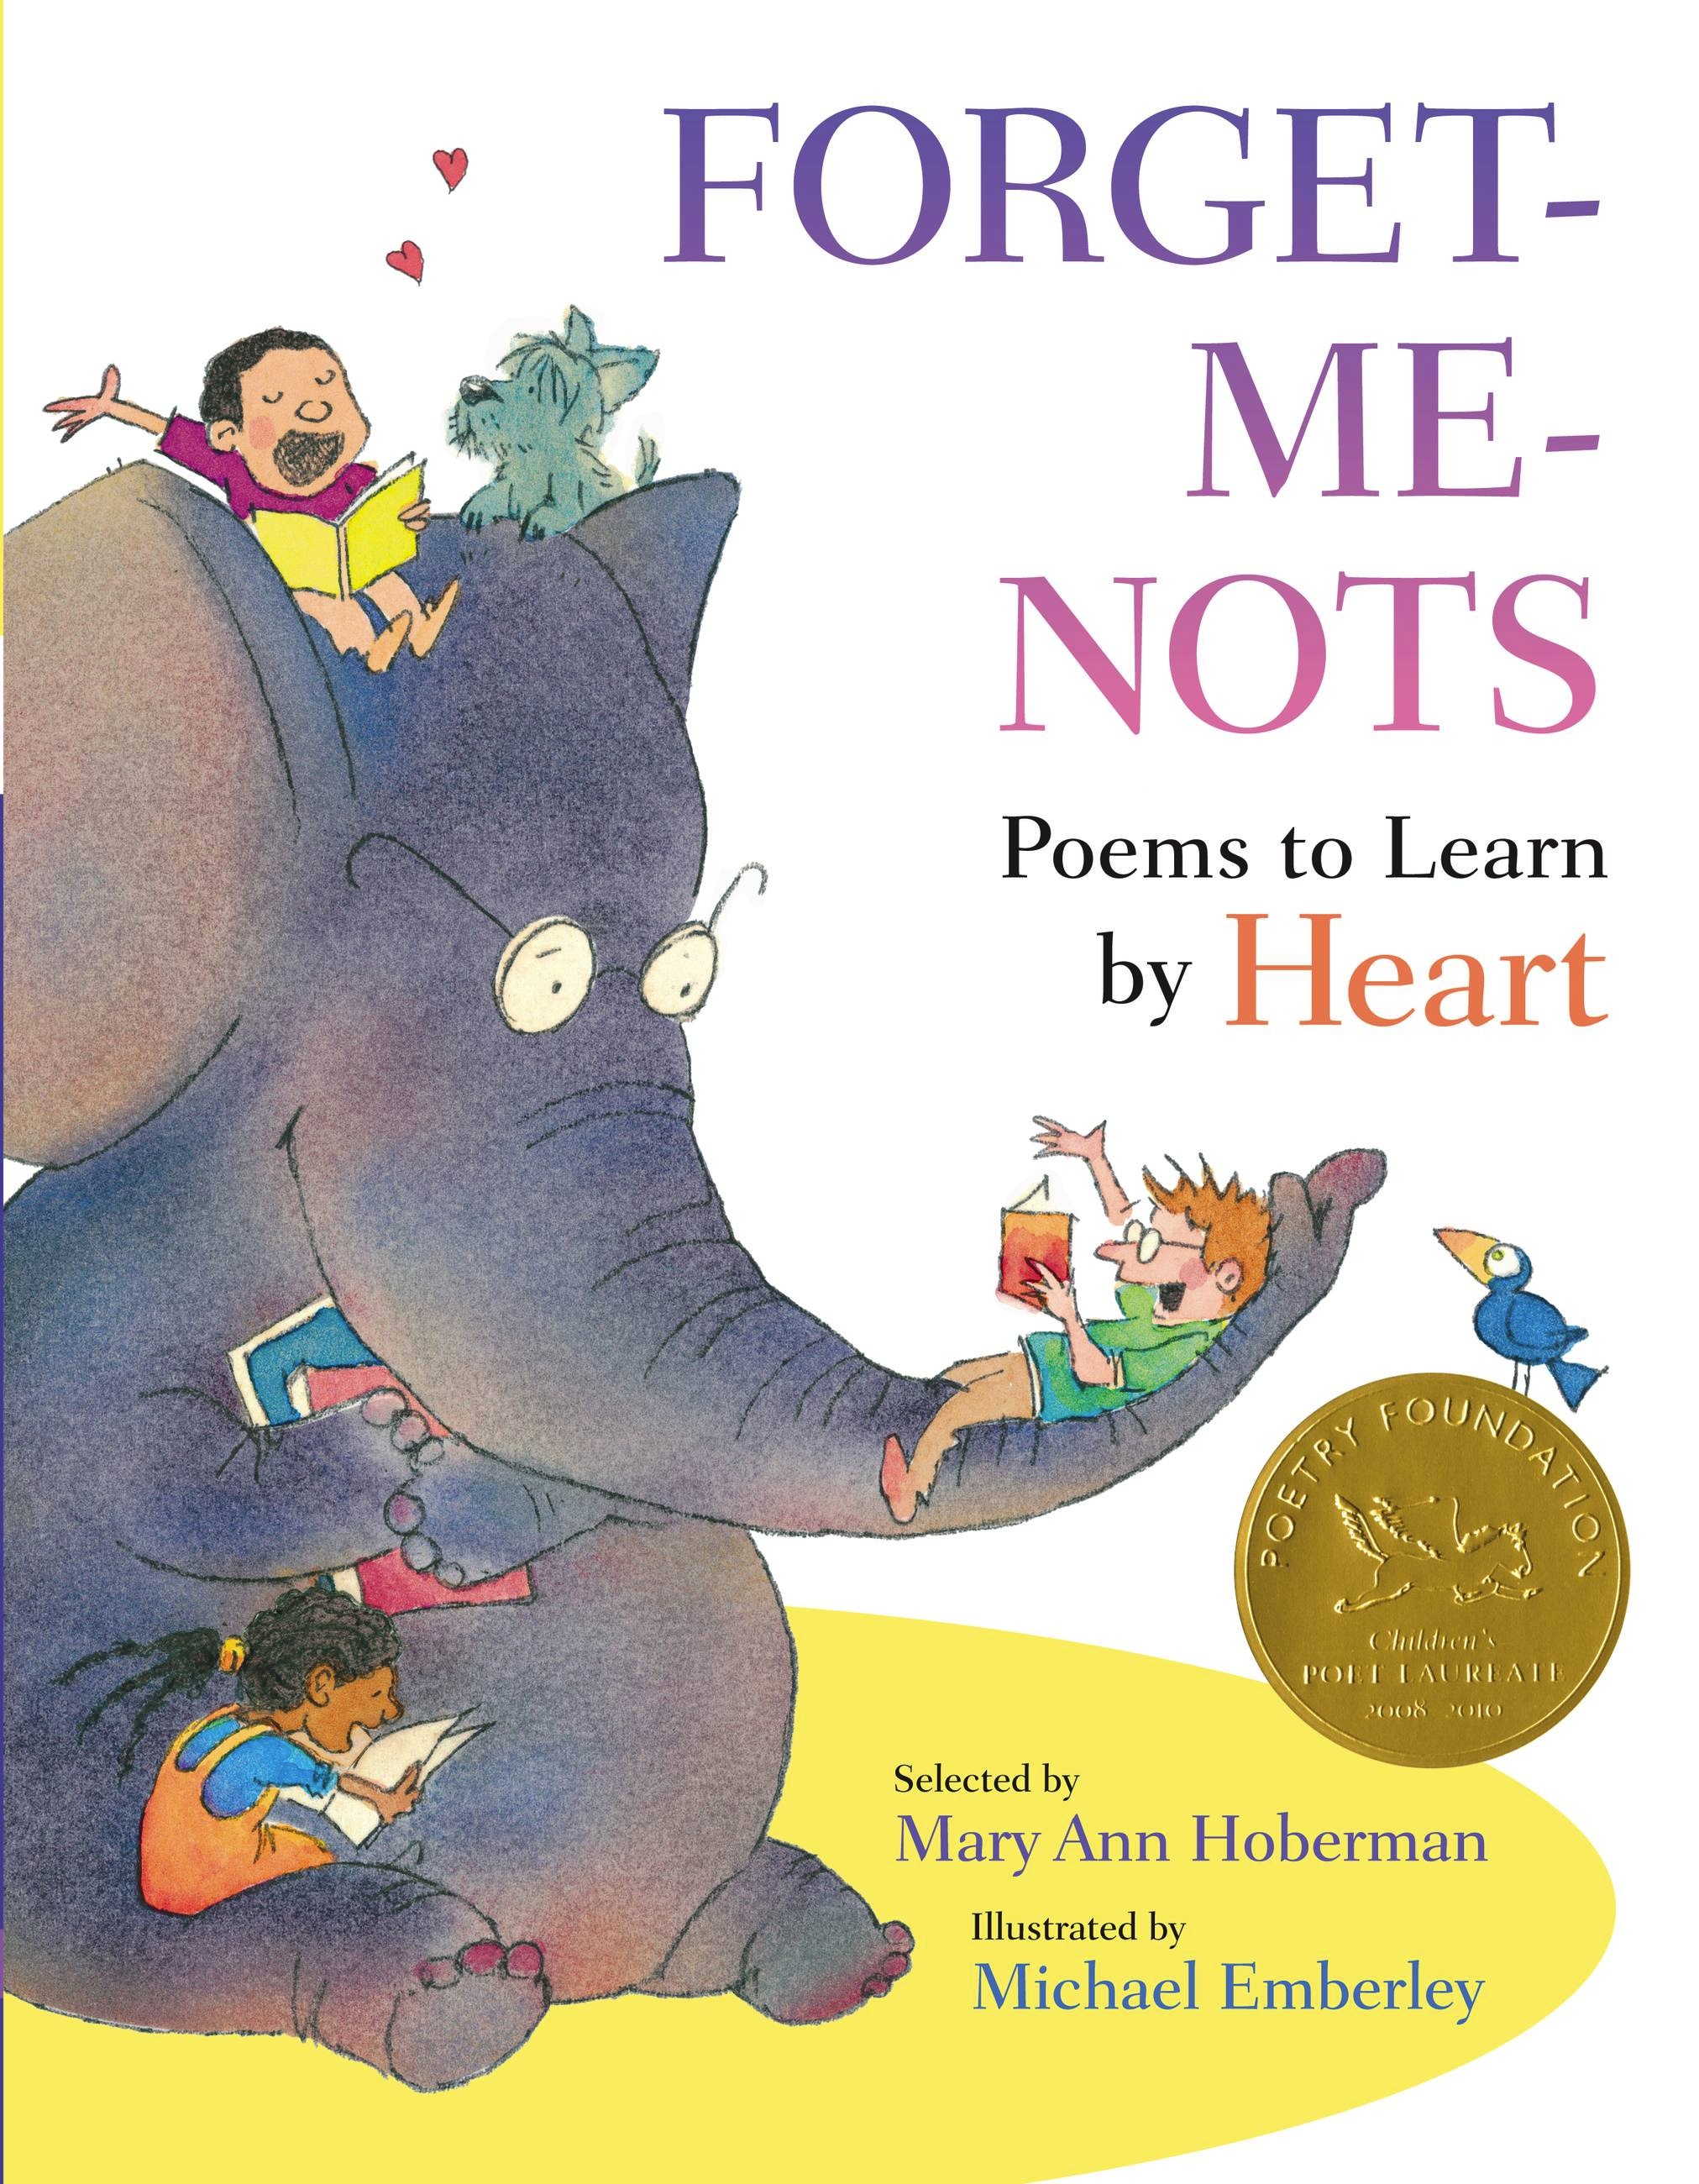 FORGET-
ME-
NOTS
Poems to Learn
by Heart
POETRY FOUNDATION
Children's
POET LAUREATE
2008 2010
Selected by
Mary Ann Hoberman
Illustrated by
Michael Emberley